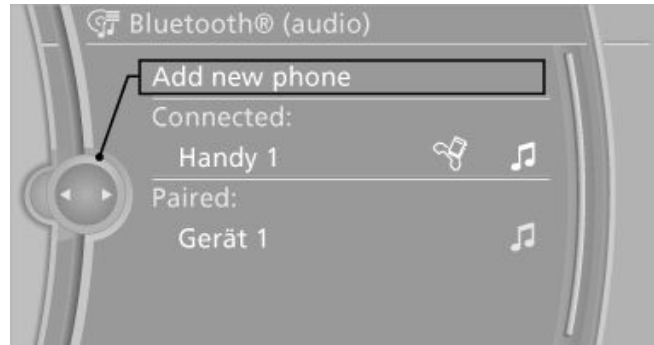 Bluetooth® (audio)
Add new phone
Connected:
Handy 1
Paired:
Gerät 1